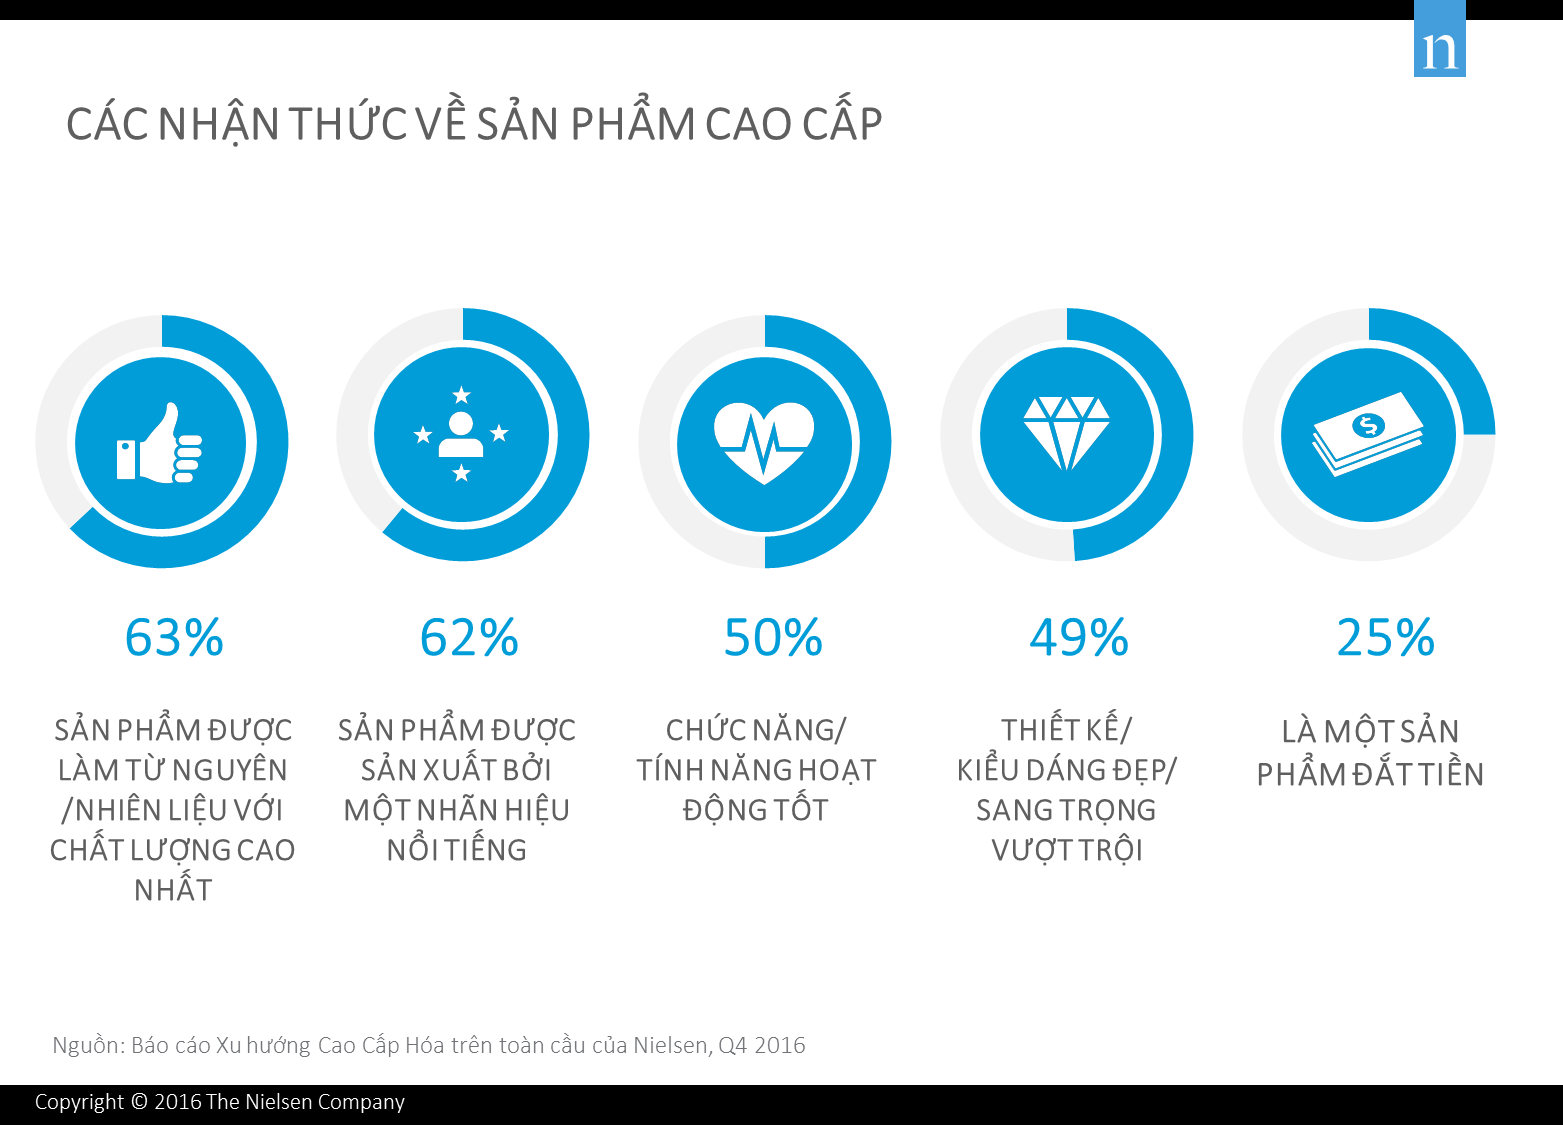 n
CÁC NHẬN THỨC VỀ SẢN PHẨM CAO CẤP
63%
SẢN PHẨM ĐƯỢC
LÀM TỪ NGUYÊN
/NHIÊN LIỆU VỚI
CHẤT LƯỢNG CAO
NHẤT
62%
SẢN PHẨM ĐƯỢC
SẢN XUẤT BỞI
MỘT NHÃN HIỆU
NỔI TIẾNG
50%
CHỨC NĂNG/
TÍNH NĂNG HOẠT
ĐỘNG TỐT
49%
THIẾT KẾ/
KIỂU DÁNG ĐẸP/
SANG TRỌNG
VƯỢT TRỘI
25%
LÀ MỘT SẢN
PHẨM ĐẮT TIỀN
Nguồn: Báo cáo Xu hướng Cao Cấp Hóa trên toàn cầu của Nielsen, Q4 2016
Copyright © 2016 The Nielsen Company